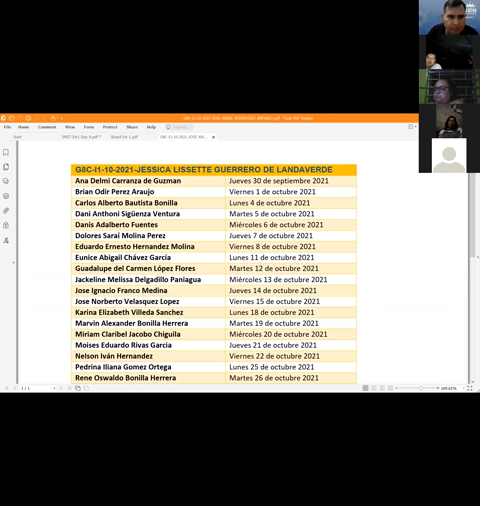 File Home Comment View Form Protect Share Help
Start
G8C-I1-10-2021-JESSICA LISSETTE GUERRERO DE LANDAVERDE
Ana Delmi Carranza de Guzman Jueves 30 de septiembre 2021
Brian Odir Perez Araujo Viernes 1 de octubre 2021
Carlos Alberto Bautista Bonilla Lunes 4 de octubre 2021
Dani Anthoni Sigüenza Ventura Martes 5 de octubre 2021
Danis Adalberto Fuentes Miércoles 6 de octubre 2021
Dolores Saraí Molina Perez Jueves 7 de octubre 2021
Eduardo Ernesto Hernandez Molina Viernes 8 de octubre 2021
Eunice Abigail Chávez García Lunes 11 de octubre 2021
Guadalupe del Carmen López Flores Martes 12 de octubre 2021
Jackeline Melissa Delgadillo Paniagua Miércoles 13 de octubre 2021
Jose Ignacio Franco Medina Jueves 14 de octubre 2021
Jose Norberto Velasquez Lopez Viernes 15 de octubre 2021
Karina Elizabeth Villeda Sanchez Lunes 18 de octubre 2021
Marvin Alexander Bonilla Herrera Martes 19 de octubre 2021
Miriam Claribel Jacobo Chiguila Miércoles 20 de octubre 2021
Moises Eduardo Rivas Garcia Jueves 21 de octubre 2021
Nelson Iván Hernandez Viernes 22 de octubre 2021
Pedrina Iliana Gomez Ortega Lunes 25 de octubre 2021
Rene Oswaldo Bonilla Herrera Martes 26 de octubre 2021
1 / 1